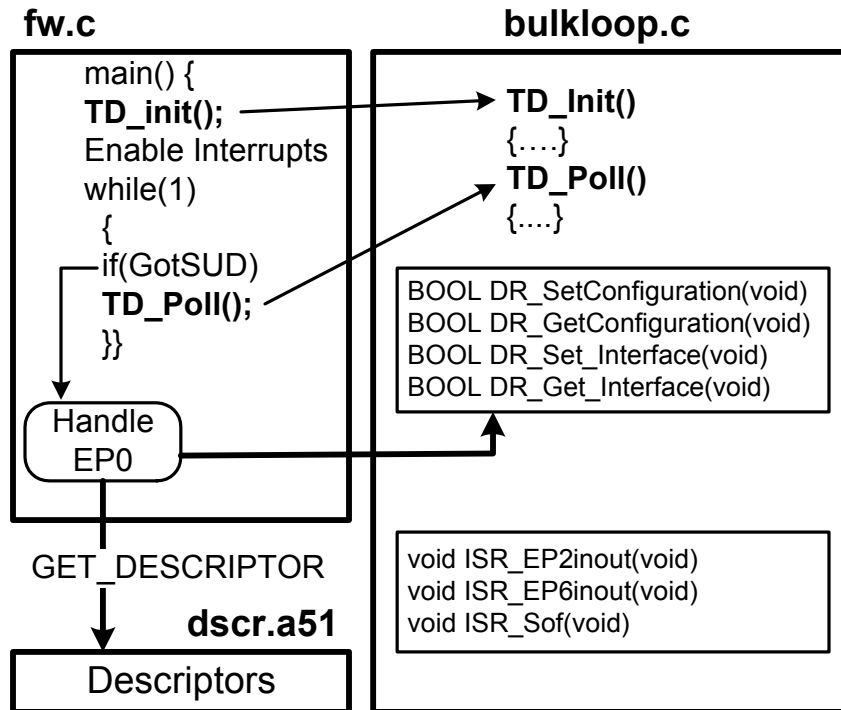 fw.c
main() {
TD_init();
Enable Interrupts
while(1)
{
if(GotSUD)
TD_Poll();
}}
Handle
EP0
GET_DESCRIPTOR
dscr.a51
Descriptors
bulkloop.c
TD_Init()
{....}
TD_Poll()
{....}
BOOL DR_SetConfiguration(void)
BOOL DR_GetConfiguration(void)
BOOL DR_Set_Interface(void)
BOOL DR_Get_Interface(void)
void ISR_EP2inout(void)
void ISR_EP6inout(void)
void ISR_Sof(void)